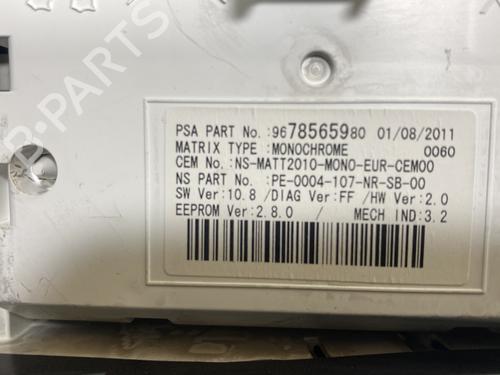 PSA PART No.:9678565980 01/08/2011
MATRIX TYPE :MONOCHROME 0060
CEM No.:NS-MATT2010-MONO-EUR-CEM00
NS PART No.:PE-0004-107-NR-SB-00
SW Ver:10.8 /DIAG Ver:FF /HW Ver:2.0
EEPROM Ver:2.8.0 / MECH IND:3.2
B-PARTS